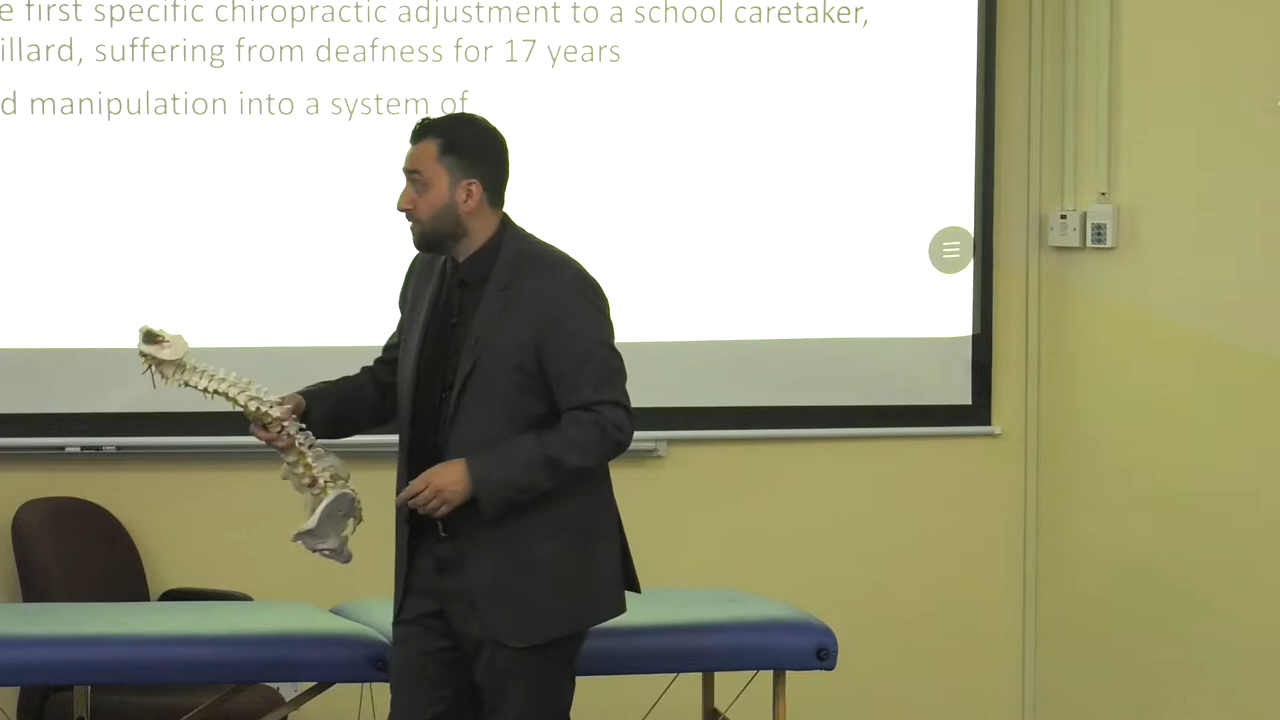 e first specific chiropractic adjustment to a school caretaker,
illard, suffering from deafness for 17 years
d manipulation into a system of